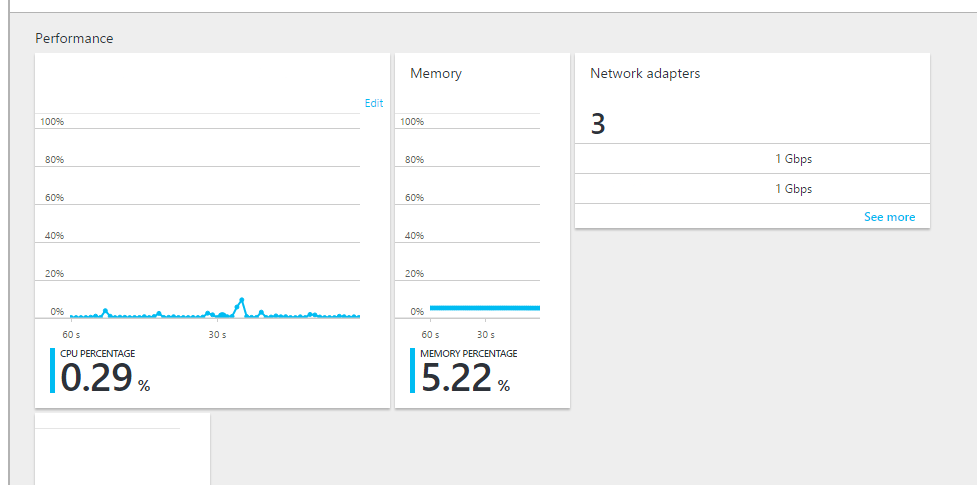 Performance
Edit
100%
80%
60%
40%
20%
0%
60 s
30 s
CPU PERCENTAGE
0.29 %
Memory
100%
80%
60%
40%
20%
0%
60 s
30 s
MEMORY PERCENTAGE
5.22 %
Network adapters
3
1 Gbps
1 Gbps
See more